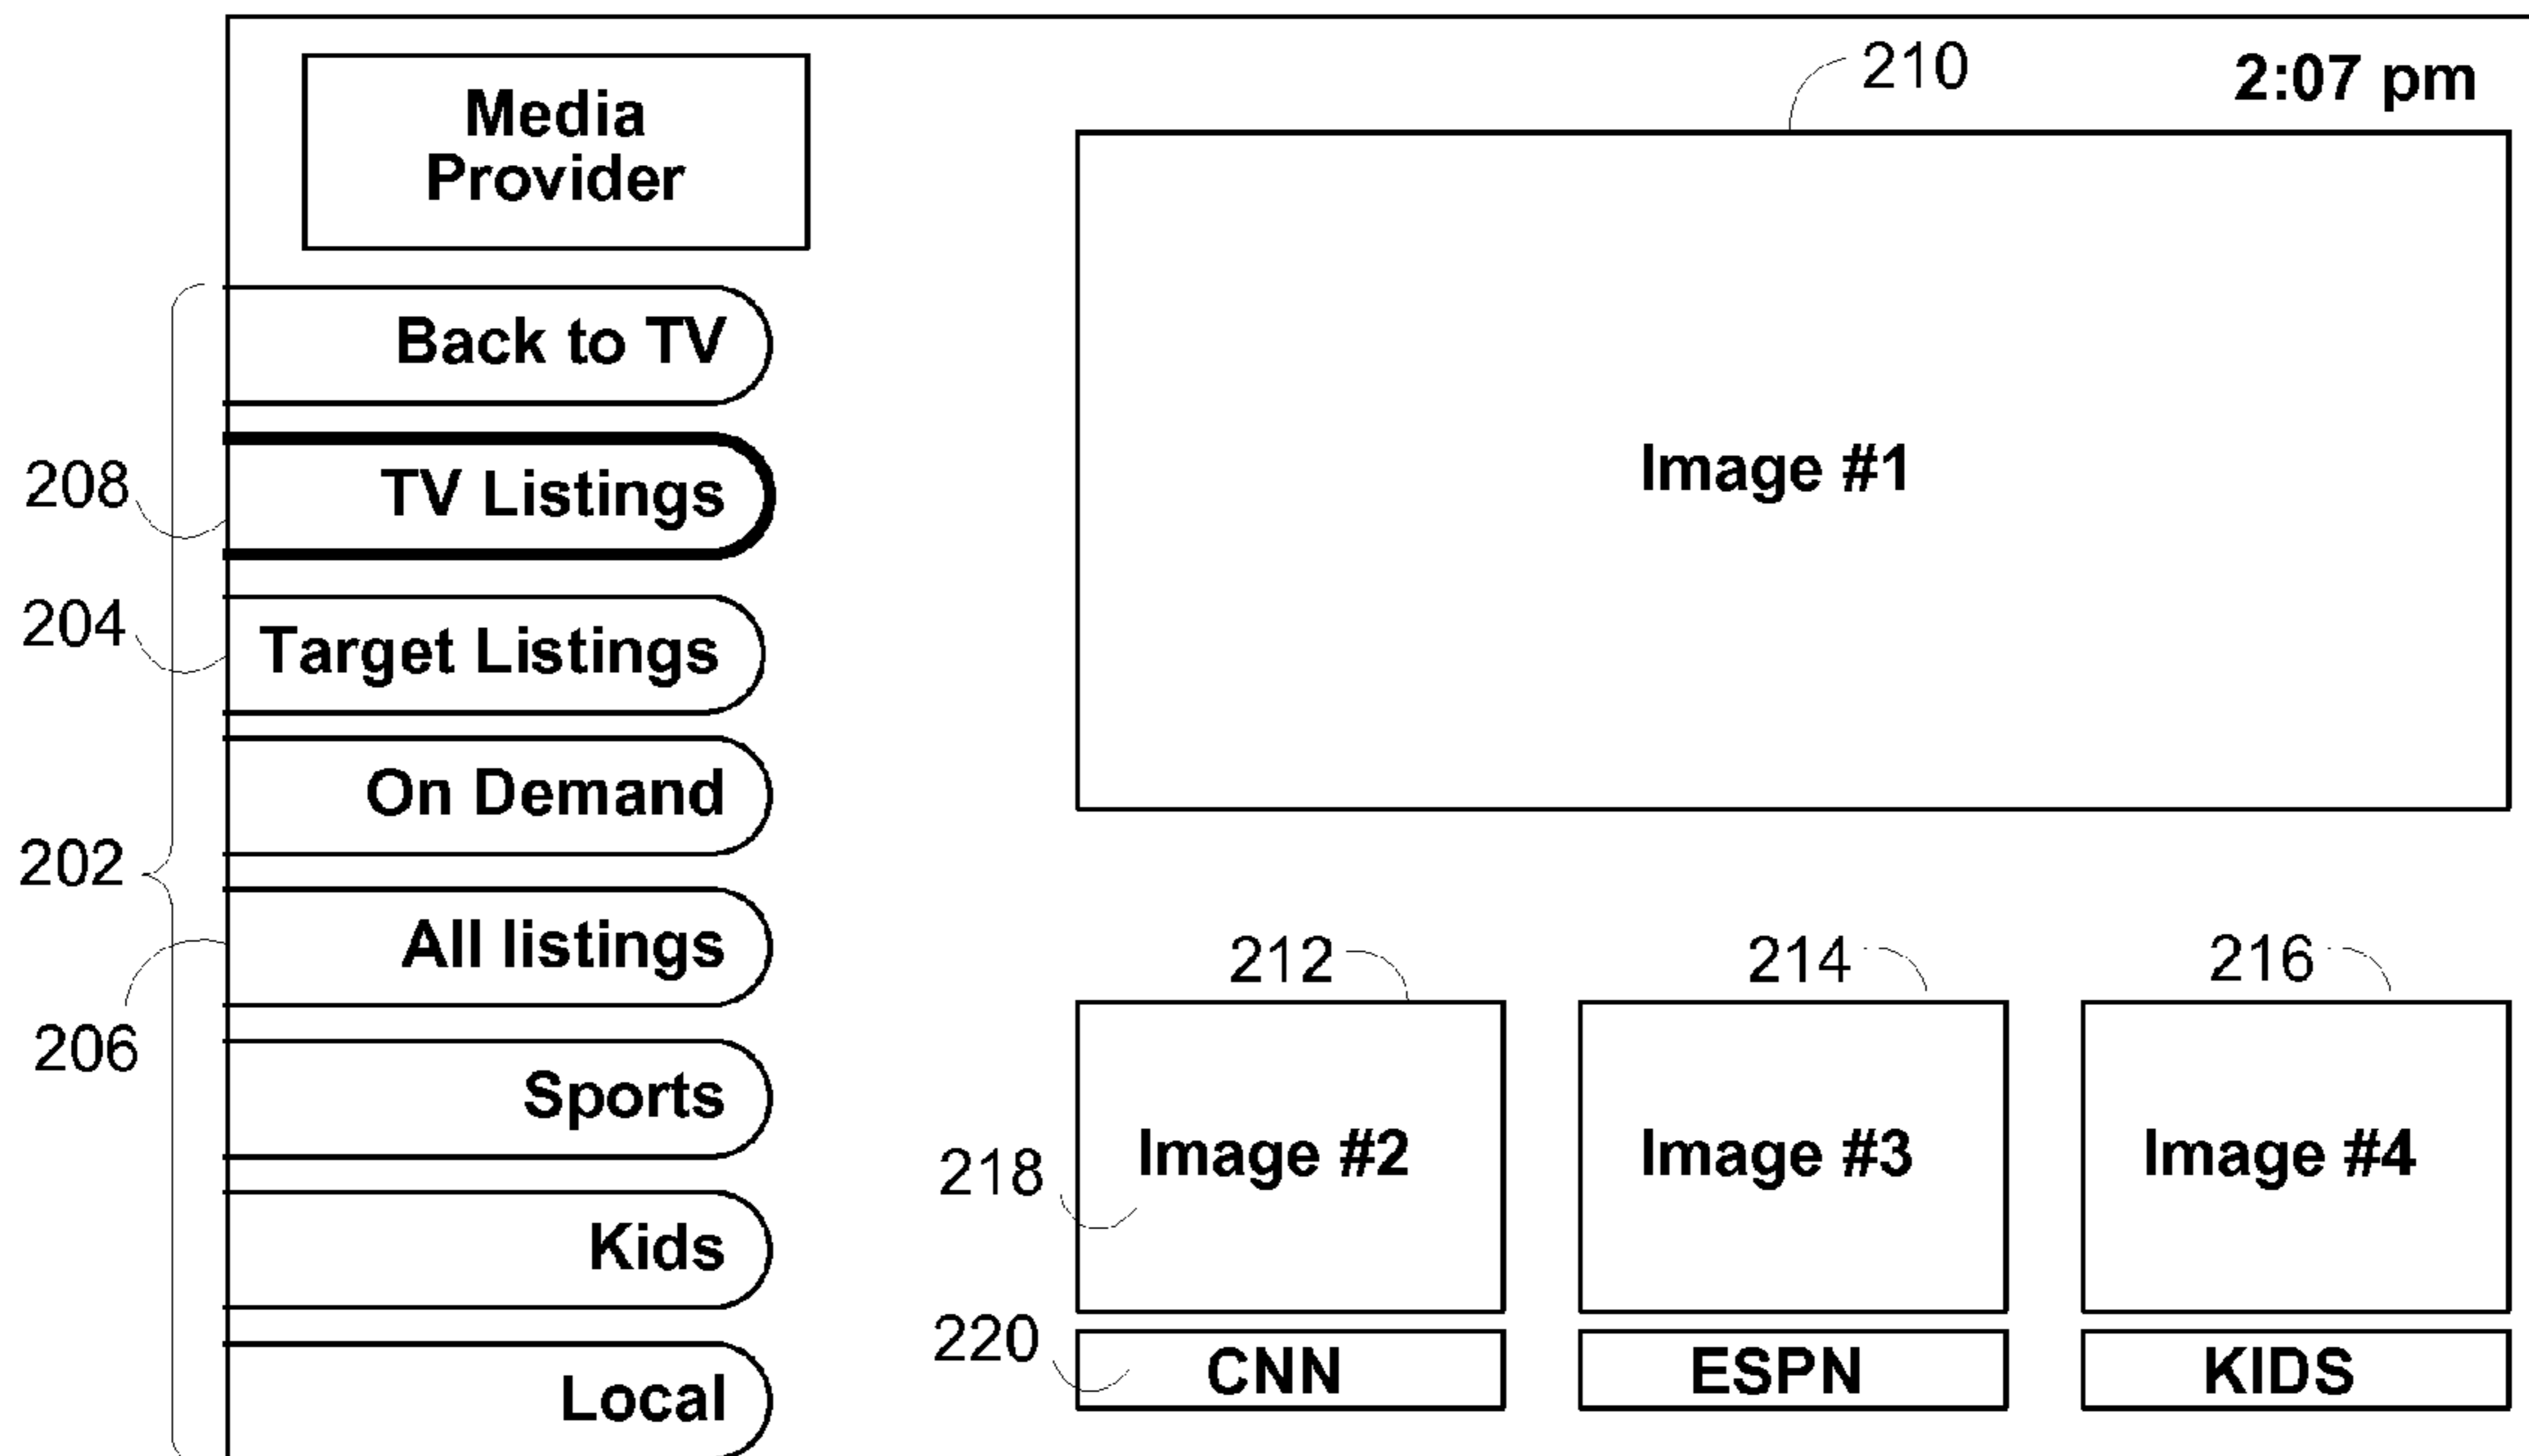 Media
Provider
210
2:07 pm
Back to TV
Image #1
208
TV Listings
204
Target Listings
On Demand
202
All listings
212
214
216
206
Sports
218
Image #2
Image #3
Image #4
Kids
220
CNN
ESPN
KIDS
Local